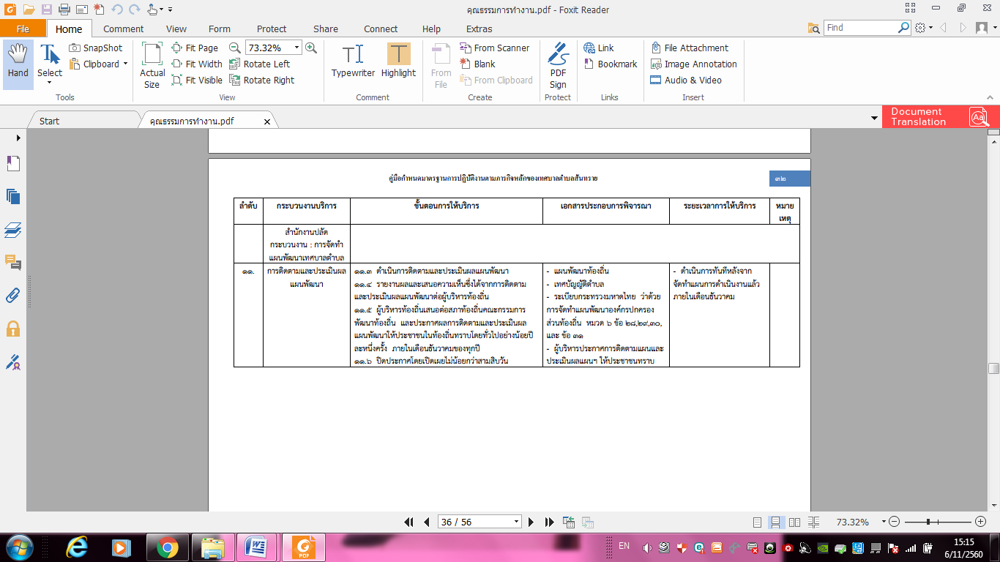 คุณธรรมการทำงาน.pdf - Foxit Reader
File Home Comment View Form Protect Share Connect Help Extras Find
Hand
Select
SnapShot
Clipboard
Tools
Actual Size
Fit Page
Fit Width
Fit Visible
73.32%
Rotate Left
Rotate Right
View
Typewriter
Highlight
Comment
From File
From Scanner
Blank
From Clipboard
Create
PDF Sign
Protect
Link
Bookmark
Links
File Attachment
Image Annotation
Audio & Video
Insert
Start
คุณธรรมการทำงาน.pdf
Document
Translation
คู่มือกำหนดมาตรฐานการปฏิบัติงานตามภารกิจหลักของเทศบาลตำบลสันทราย
๓๒
ลำดับ
กระบวนงานบริการ
ขั้นตอนการให้บริการ
เอกสารประกอบการพิจารณา
ระยะเวลาการให้บริการ
หมาย
เหตุ
สำนักงานปลัด
กระบวนงาน : การจัดทำ
แผนพัฒนาเทศบาลตำบล
๑๑.
การติดตามและประเมินผล
แผนพัฒนา
๑๑.๓ ดำเนินการติดตามและประเมินผลแผนพัฒนา
๑๑.๔ รายงานผลและเสนอความเห็นซึ่งได้จากการติดตาม
และประเมินผลแผนพัฒนาต่อผู้บริหารท้องถิ่น
๑๑.๕ ผู้บริหารท้องถิ่นเสนอต่อสภาท้องถิ่นคณะกรรมการ
พัฒนาท้องถิ่น และประกาศผลการติดตามและประเมินผล
แผนพัฒนาให้ประชาชนในท้องถิ่นทราบโดยทั่วไปอย่างน้อยปี
ละหนึ่งครั้ง ภายในเดือนธันวาคมของทุกปี
๑๑.๖ ปิดประกาศโดยเปิดเผยไม่น้อยกว่าสามสิบวัน
- แผนพัฒนาท้องถิ่น
- เทศบัญญัติตำบล
- ระเบียบกระทรวงมหาดไทย ว่าด้วย
การจัดทำแผนพัฒนาองค์กรปกครอง
ส่วนท้องถิ่น หมวด ๖ ข้อ ๒๘,๒๙,๓๐,
และ ข้อ ๓๑
- ผู้บริหารประกาศการติดตามแผนและ
ประเมินผลแผนฯ ให้ประชาชนทราบ
- ดำเนินการทันทีหลังจาก
จัดทำแผนการดำเนินงานแล้ว
ภายในเดือนธันวาคม
36 / 56
73.32%
EN
15:15
6/11/2560